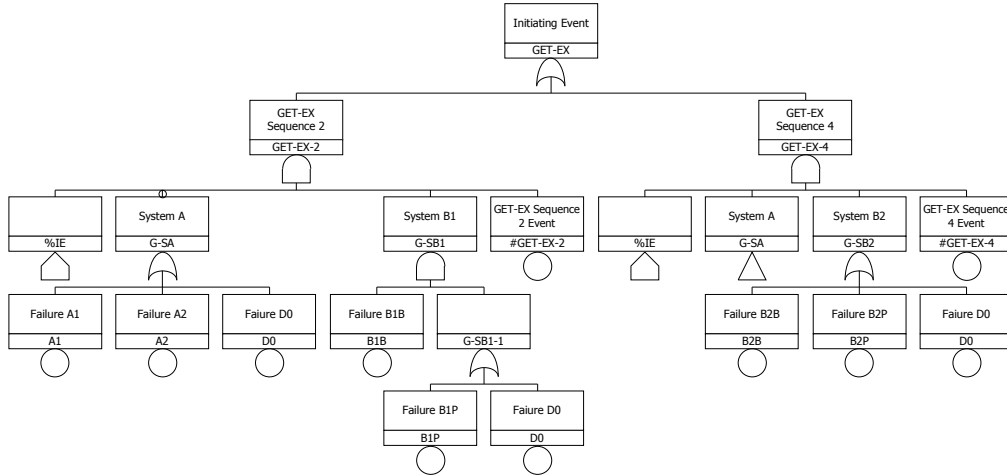 Initiating Event
GET-EX
GET-EX
Sequence 2
GET-EX-2
GET-EX
Sequence 4
GET-EX-4
%IE
System A
G-SA
System B1
G-SB1
GET-EX Sequence
2 Event
#GET-EX-2
%IE
System A
G-SA
System B2
G-SB2
GET-EX Sequence
4 Event
#GET-EX-4
Failure A1
A1
Failure A2
A2
Faiure D0
D0
Failure B1B
B1B
G-SB1-1
Failure B2B
B2B
Failure B2P
B2P
Faiure D0
D0
Failure B1P
B1P
Faiure D0
D0